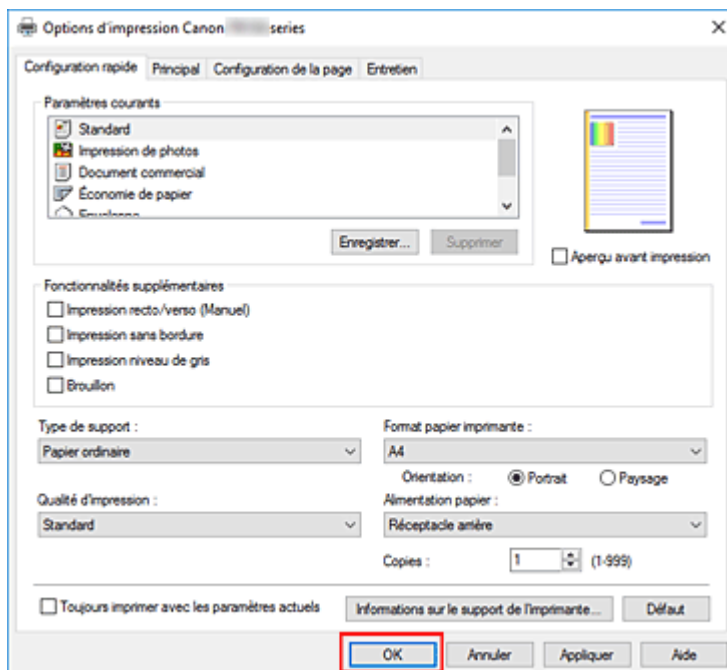 Options d'impression Canon series
Configuration rapide Principal Configuration de la page Entretien
Paramètres courants
Standard
Impression de photos
Document commercial
Économie de papier
Enveloppe
Enregistrer... Supprimer
Aperçu avant impression
Fonctionnalités supplémentaires
Impression recto/verso (Manuel)
Impression sans bordure
Impression niveau de gris
Brouillon
Type de support :
Papier ordinaire
Format papier imprimante :
A4
Orientation : Portrait Paysage
Qualité d'impression :
Standard
Alimentation papier :
Réceptacle arrière
Copies : 1 (1-999)
Toujours imprimer avec les paramètres actuels
Informations sur le support de l'imprimante... Défaut
OK Annuler Appliquer Aide